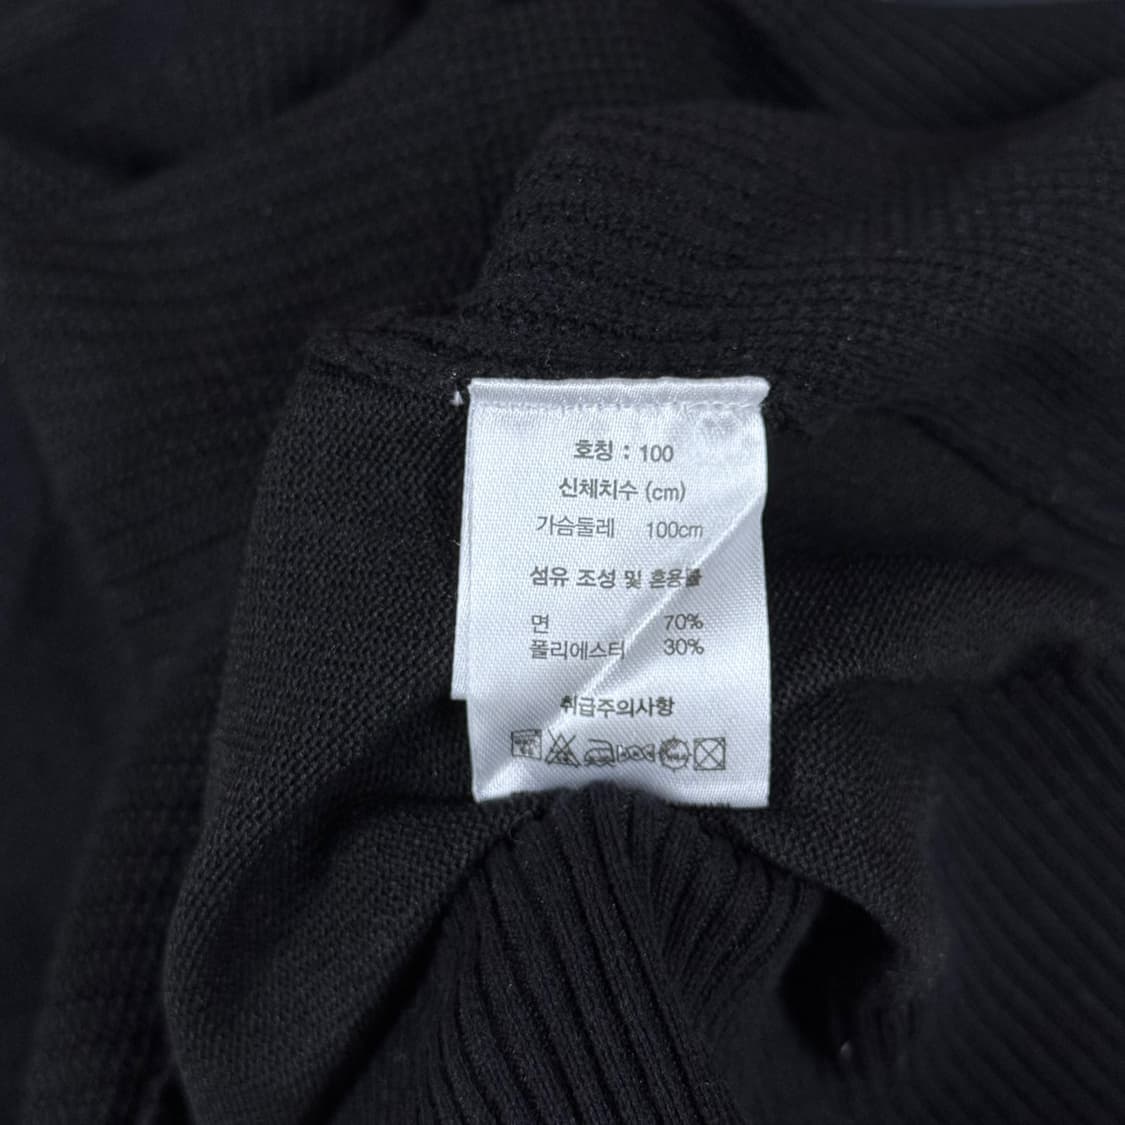 호칭 : 100
신체치수 (cm)
가슴둘레 100cm
섬유 조성 및 혼용률
면 70%
폴리에스터 30%
취급주의사항